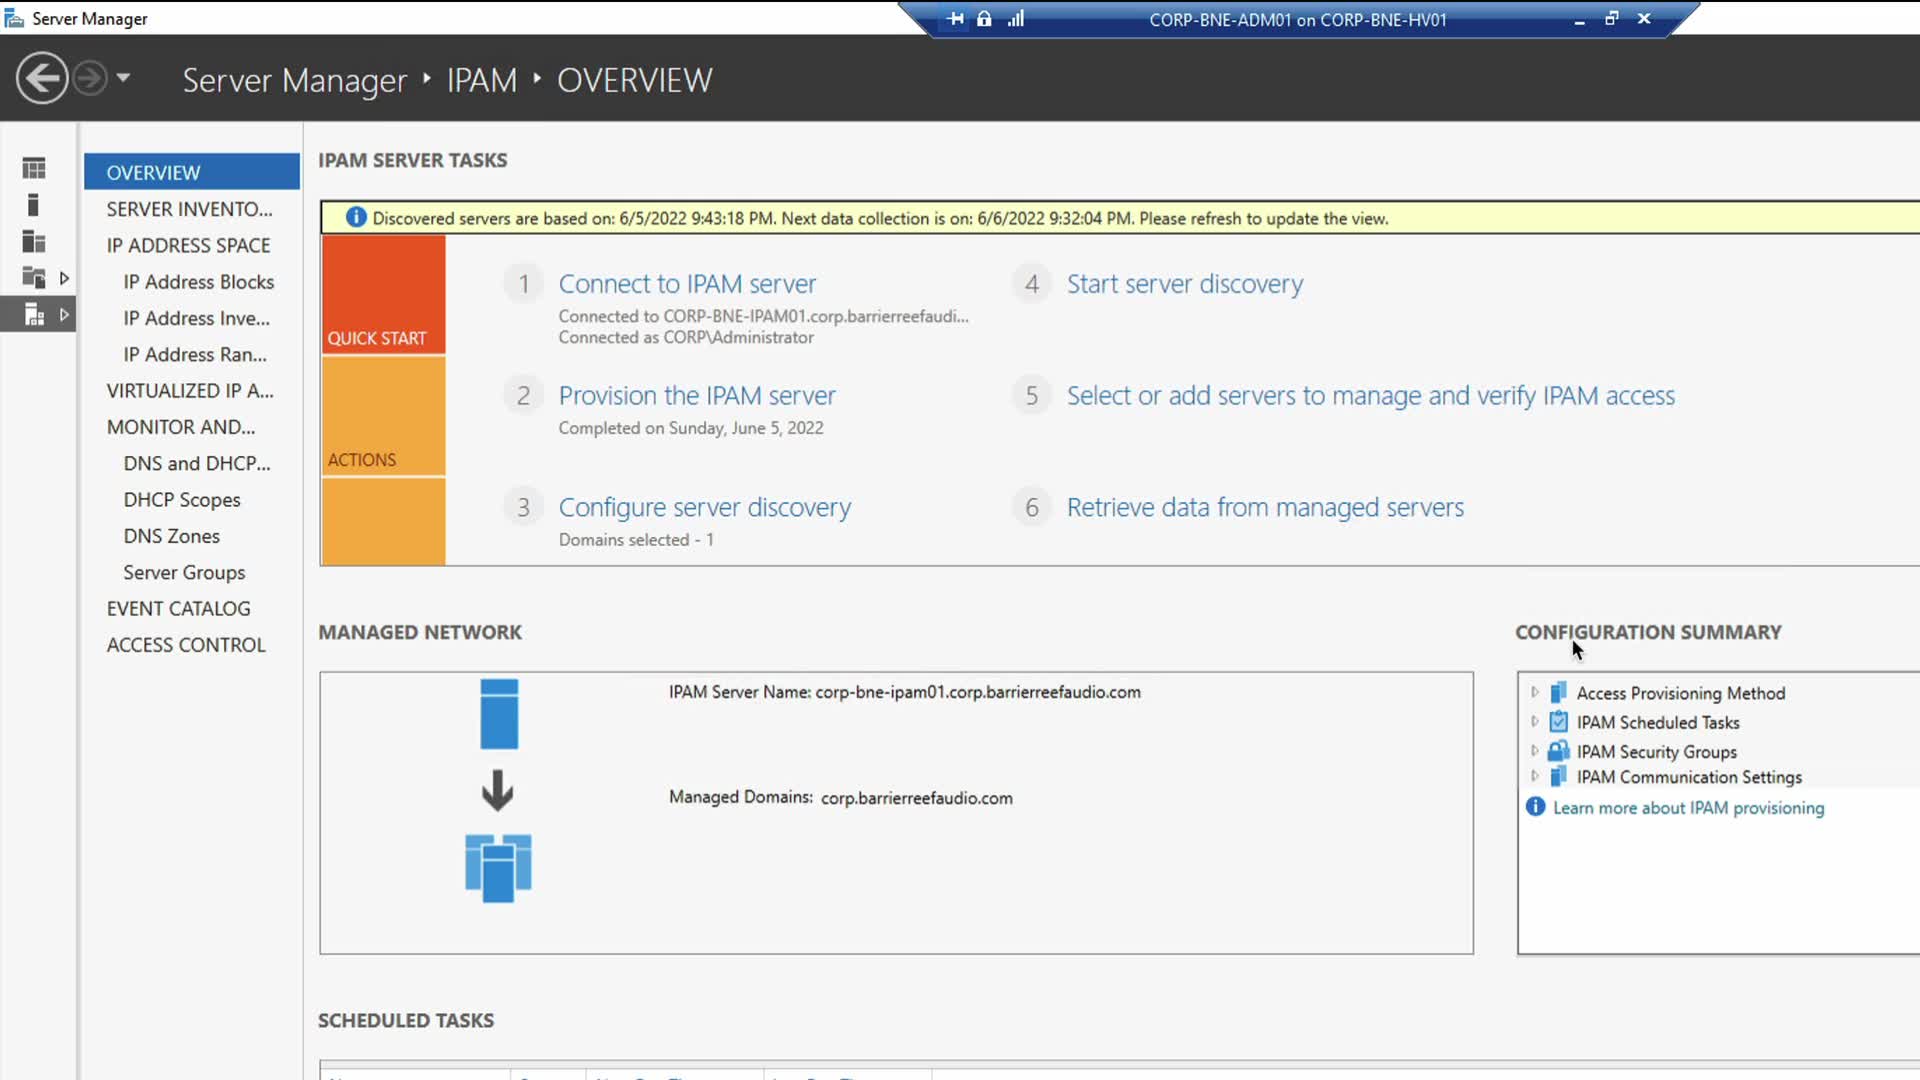 Server Manager
CORP-BNE-ADM01 on CORP-BNE-HV01
Server Manager ‣ IPAM ‣ OVERVIEW
OVERVIEW
SERVER INVENTO...
IP ADDRESS SPACE
IP Address Blocks
IP Address Inve...
IP Address Ran...
VIRTUALIZED IP A...
MONITOR AND...
DNS and DHCP...
DHCP Scopes
DNS Zones
Server Groups
EVENT CATALOG
ACCESS CONTROL
IPAM SERVER TASKS
Discovered servers are based on: 6/5/2022 9:43:18 PM. Next data collection is on: 6/6/2022 9:32:04 PM. Please refresh to update the view.
QUICK START
ACTIONS
1 Connect to IPAM server
Connected to CORP-BNE-IPAM01.corp.barrierreefaudi...
Connected as CORP\Administrator
2 Provision the IPAM server
Completed on Sunday, June 5, 2022
3 Configure server discovery
Domains selected - 1
4 Start server discovery
5 Select or add servers to manage and verify IPAM access
6 Retrieve data from managed servers
MANAGED NETWORK
IPAM Server Name: corp-bne-ipam01.corp.barrierreefaudio.com
Managed Domains: corp.barrierreefaudio.com
CONFIGURATION SUMMARY
Access Provisioning Method
IPAM Scheduled Tasks
IPAM Security Groups
IPAM Communication Settings
Learn more about IPAM provisioning
SCHEDULED TASKS